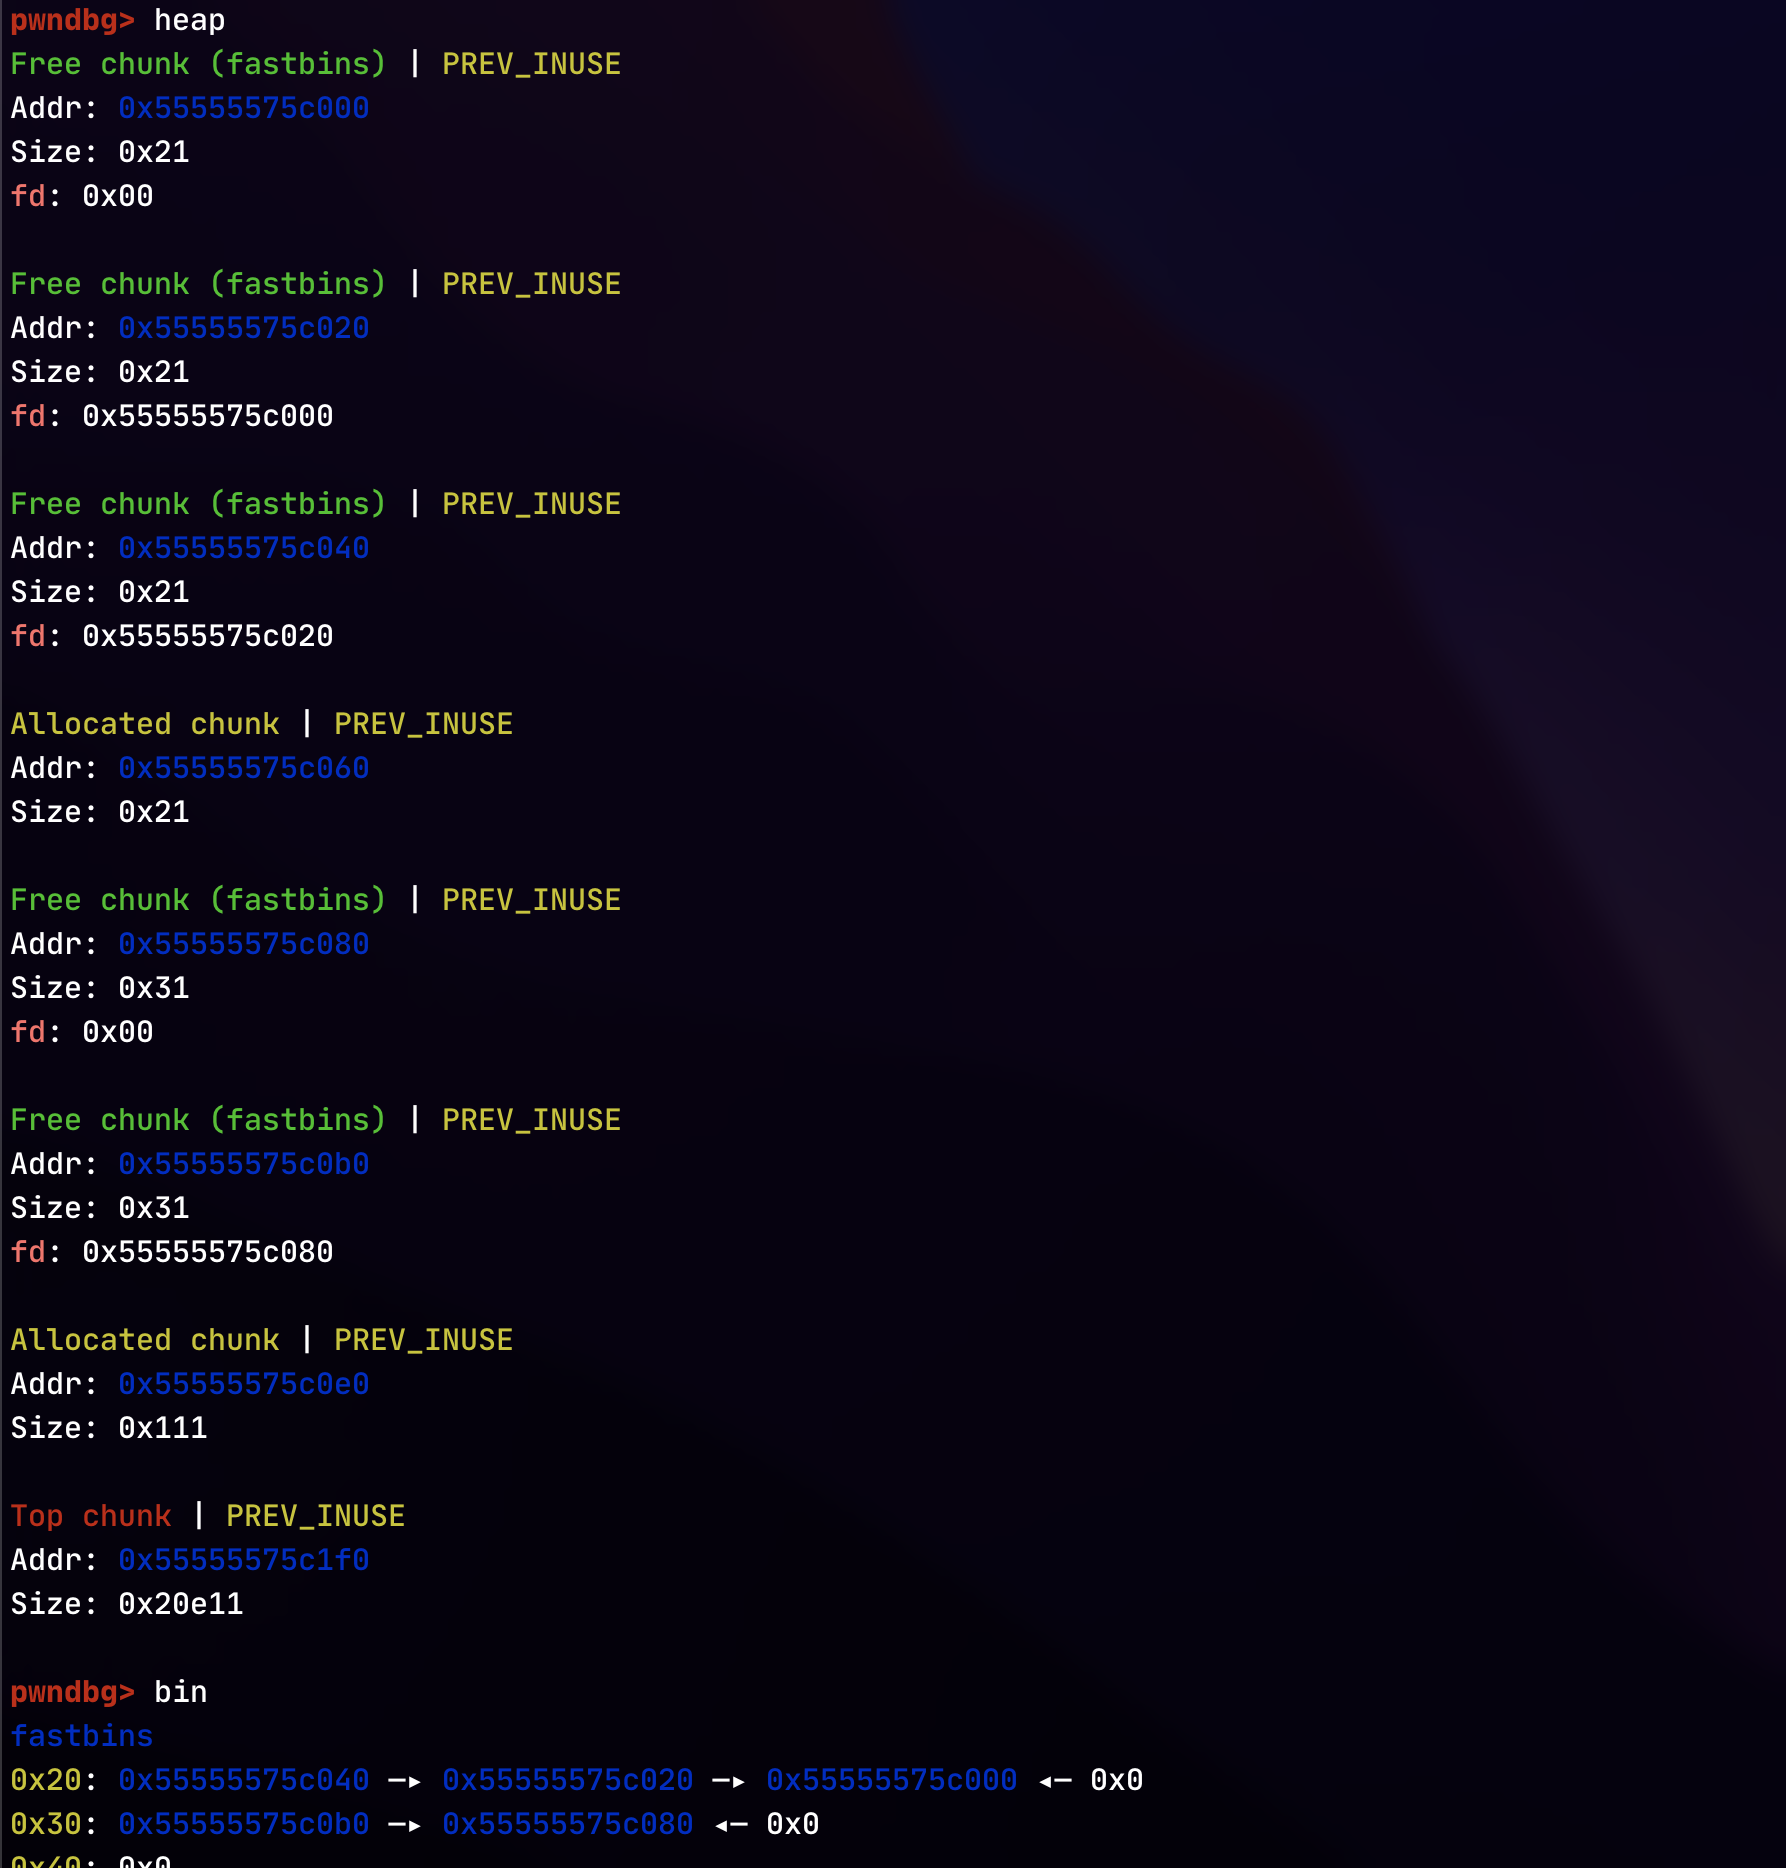 pwndbg> heap
Free chunk (fastbins) | PREV_INUSE
Addr: 0x55555575c000
Size: 0x21
fd: 0x00
Free chunk (fastbins) | PREV_INUSE
Addr: 0x55555575c020
Size: 0x21
fd: 0x55555575c000
Free chunk (fastbins) | PREV_INUSE
Addr: 0x55555575c040
Size: 0x21
fd: 0x55555575c020
Allocated chunk | PREV_INUSE
Addr: 0x55555575c060
Size: 0x21
Free chunk (fastbins) | PREV_INUSE
Addr: 0x55555575c080
Size: 0x31
fd: 0x00
Free chunk (fastbins) | PREV_INUSE
Addr: 0x55555575c0b0
Size: 0x31
fd: 0x55555575c080
Allocated chunk | PREV_INUSE
Addr: 0x55555575c0e0
Size: 0x111
Top chunk | PREV_INUSE
Addr: 0x55555575c1f0
Size: 0x20e11
pwndbg> bin
fastbins
0x20: 0x55555575c040 —▸ 0x55555575c020 —▸ 0x55555575c000 ◂— 0x0
0x30: 0x55555575c0b0 —▸ 0x55555575c080 ◂— 0x0
0x40: 0x0